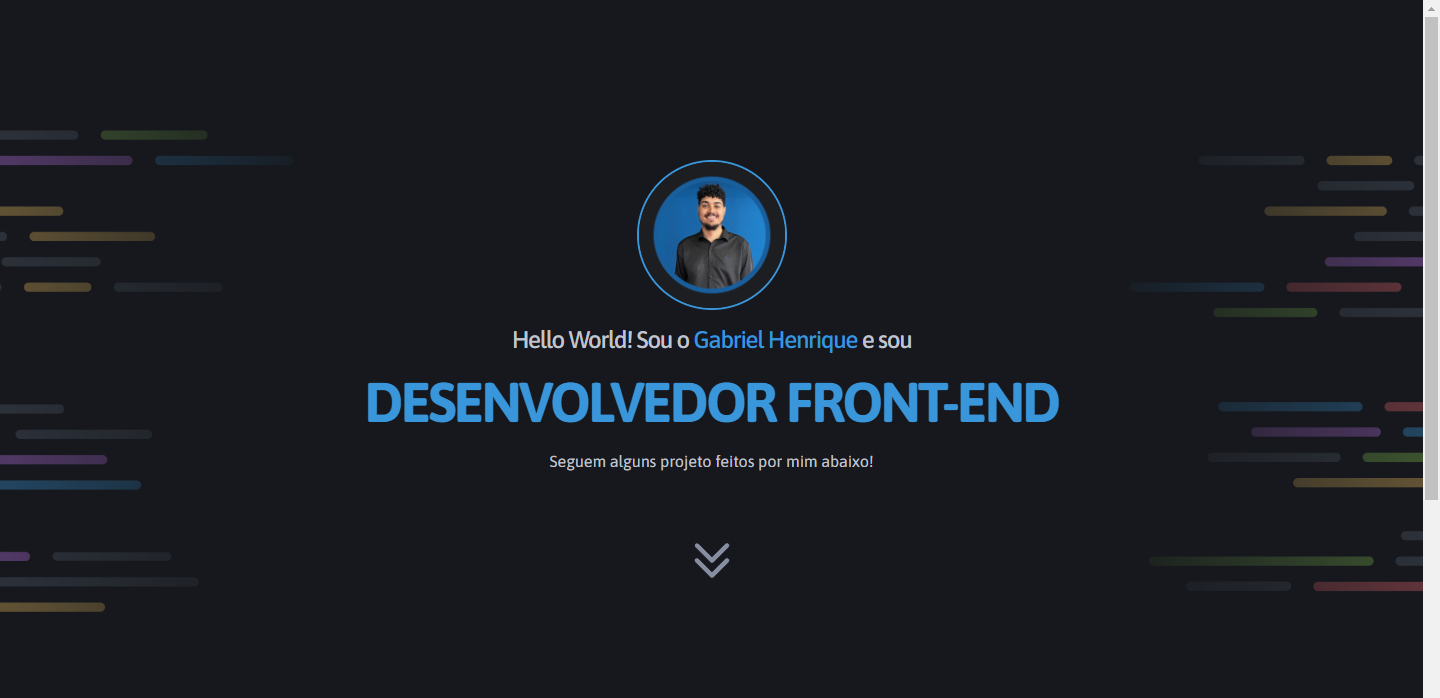 Hello World! Sou o Gabriel Henrique e sou
DESENVOLVEDOR FRONT-END
Seguem alguns projeto feitos por mim abaixo!